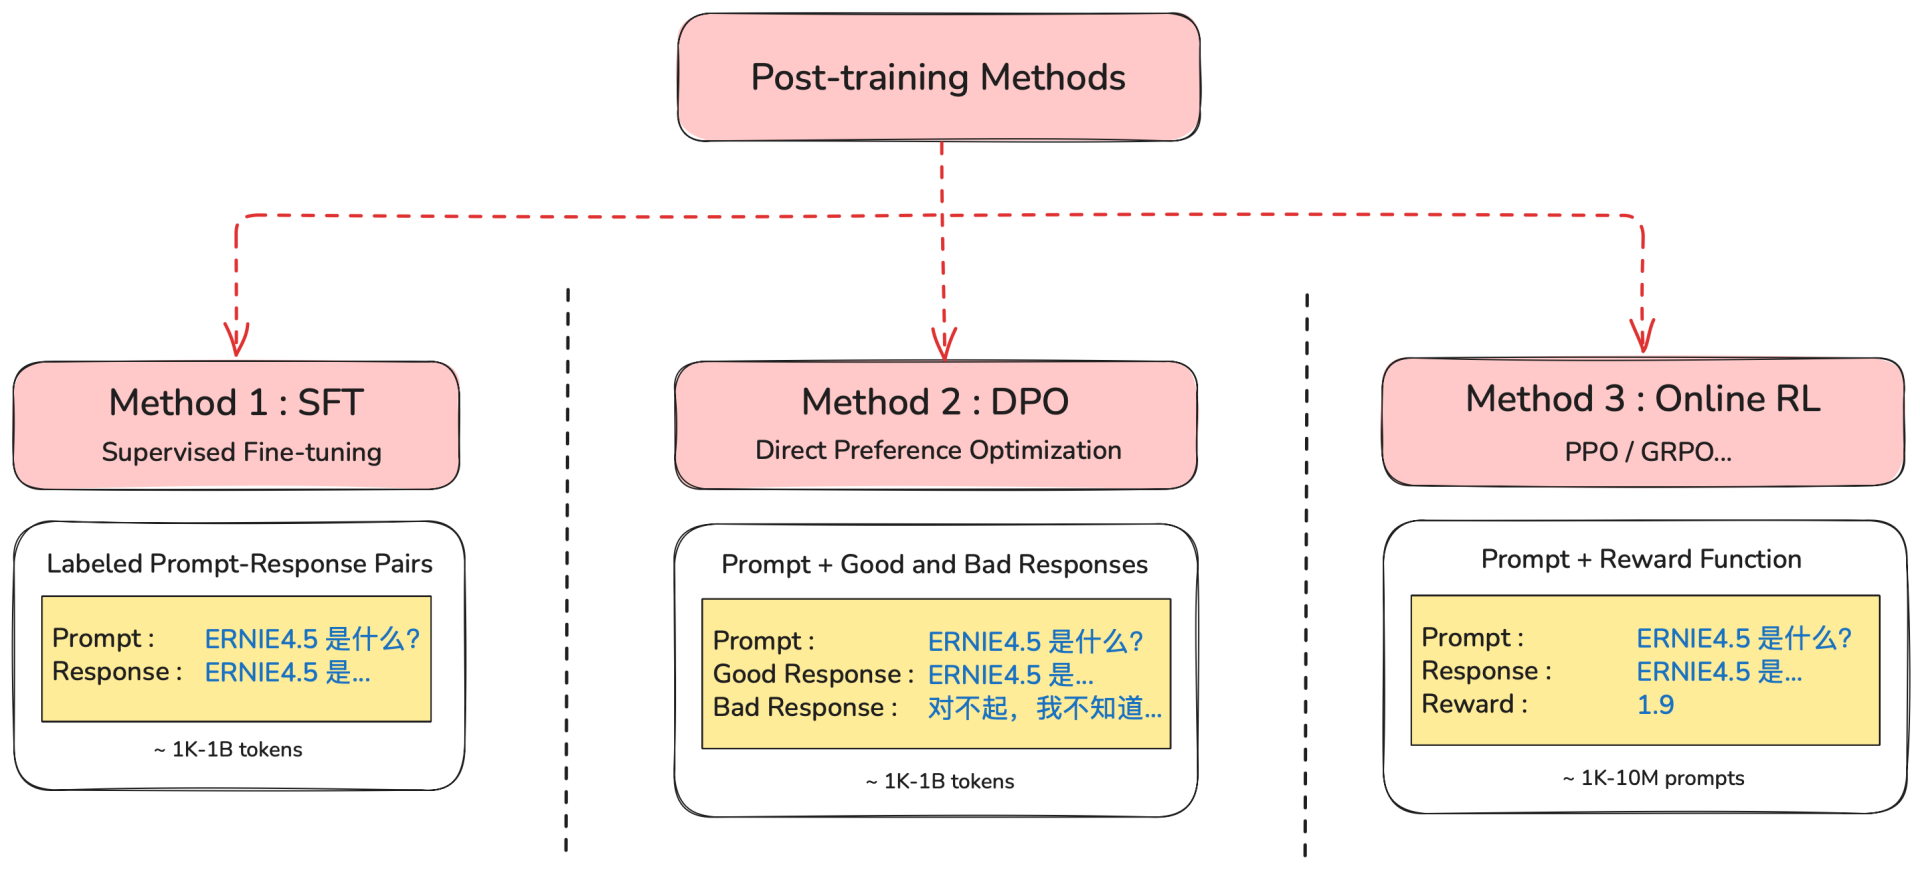 Post-training Methods
Method 1 : SFT
Supervised Fine-tuning
Labeled Prompt-Response Pairs
Prompt : ERNIE4.5 是什么?
Response : ERNIE4.5 是...
~ 1K-1B tokens
Method 2 : DPO
Direct Preference Optimization
Prompt + Good and Bad Responses
Prompt : ERNIE4.5 是什么?
Good Response : ERNIE4.5 是...
Bad Response : 对不起，我不知道...
~ 1K-1B tokens
Method 3 : Online RL
PPO / GRPO...
Prompt + Reward Function
Prompt : ERNIE4.5 是什么?
Response : ERNIE4.5 是...
Reward : 1.9
~ 1K-10M prompts